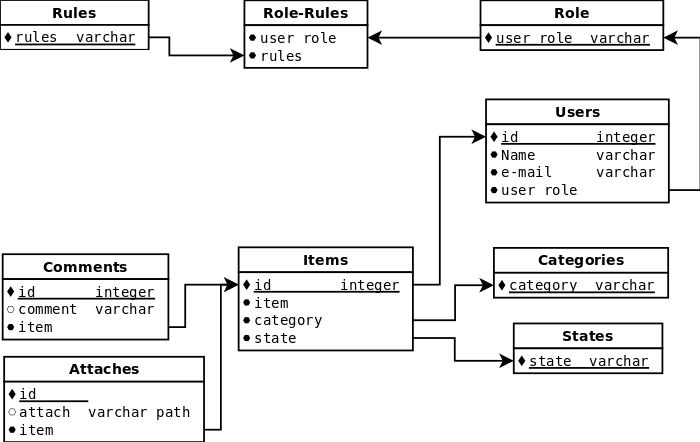 Rules
rules varchar
Role-Rules
user role
rules
Role
user role varchar
Users
id integer
Name varchar
e-mail varchar
user role
Comments
id integer
comment varchar
item
Items
id integer
item
category
state
Categories
category varchar
States
state varchar
Attaches
id
attach varchar path
item